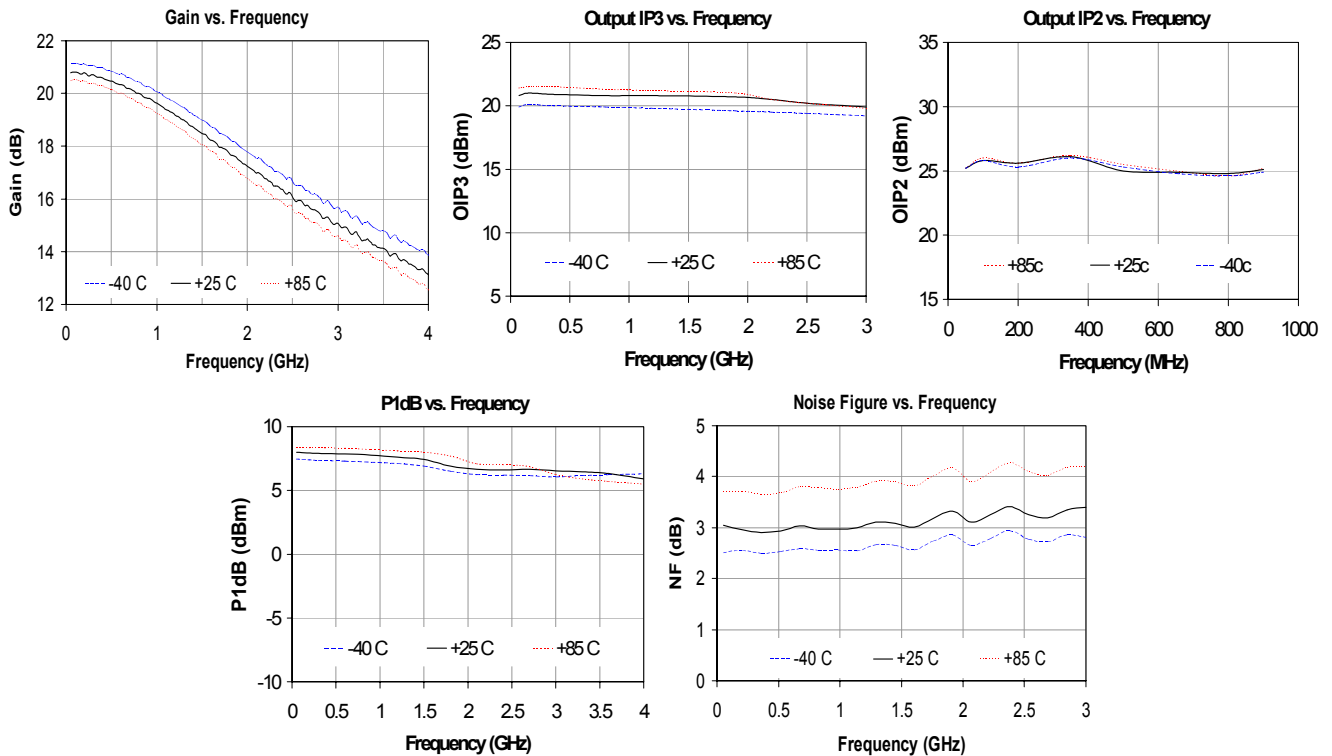 Gain vs. Frequency
22
20
18
16
14
12
Gain (dB)
-40 C +25 C +85 C
0 1 2 3 4
Frequency (GHz)
Output IP3 vs. Frequency
25
20
15
10
5
OIP3 (dBm)
-40 C +25 C +85 C
0 0.5 1 1.5 2 2.5 3
Frequency (GHz)
Output IP2 vs. Frequency
35
30
25
20
15
OIP2 (dBm)
+85c +25c -40c
0 200 400 600 800 1000
Frequency (MHz)
P1dB vs. Frequency
10
5
0
-5
-10
P1dB (dBm)
-40 C +25 C +85 C
0 0.5 1 1.5 2 2.5 3 3.5 4
Frequency (GHz)
Noise Figure vs. Frequency
5
4
3
2
1
0
NF (dB)
-40 C +25 C +85 C
0 0.5 1 1.5 2 2.5 3
Frequency (GHz)